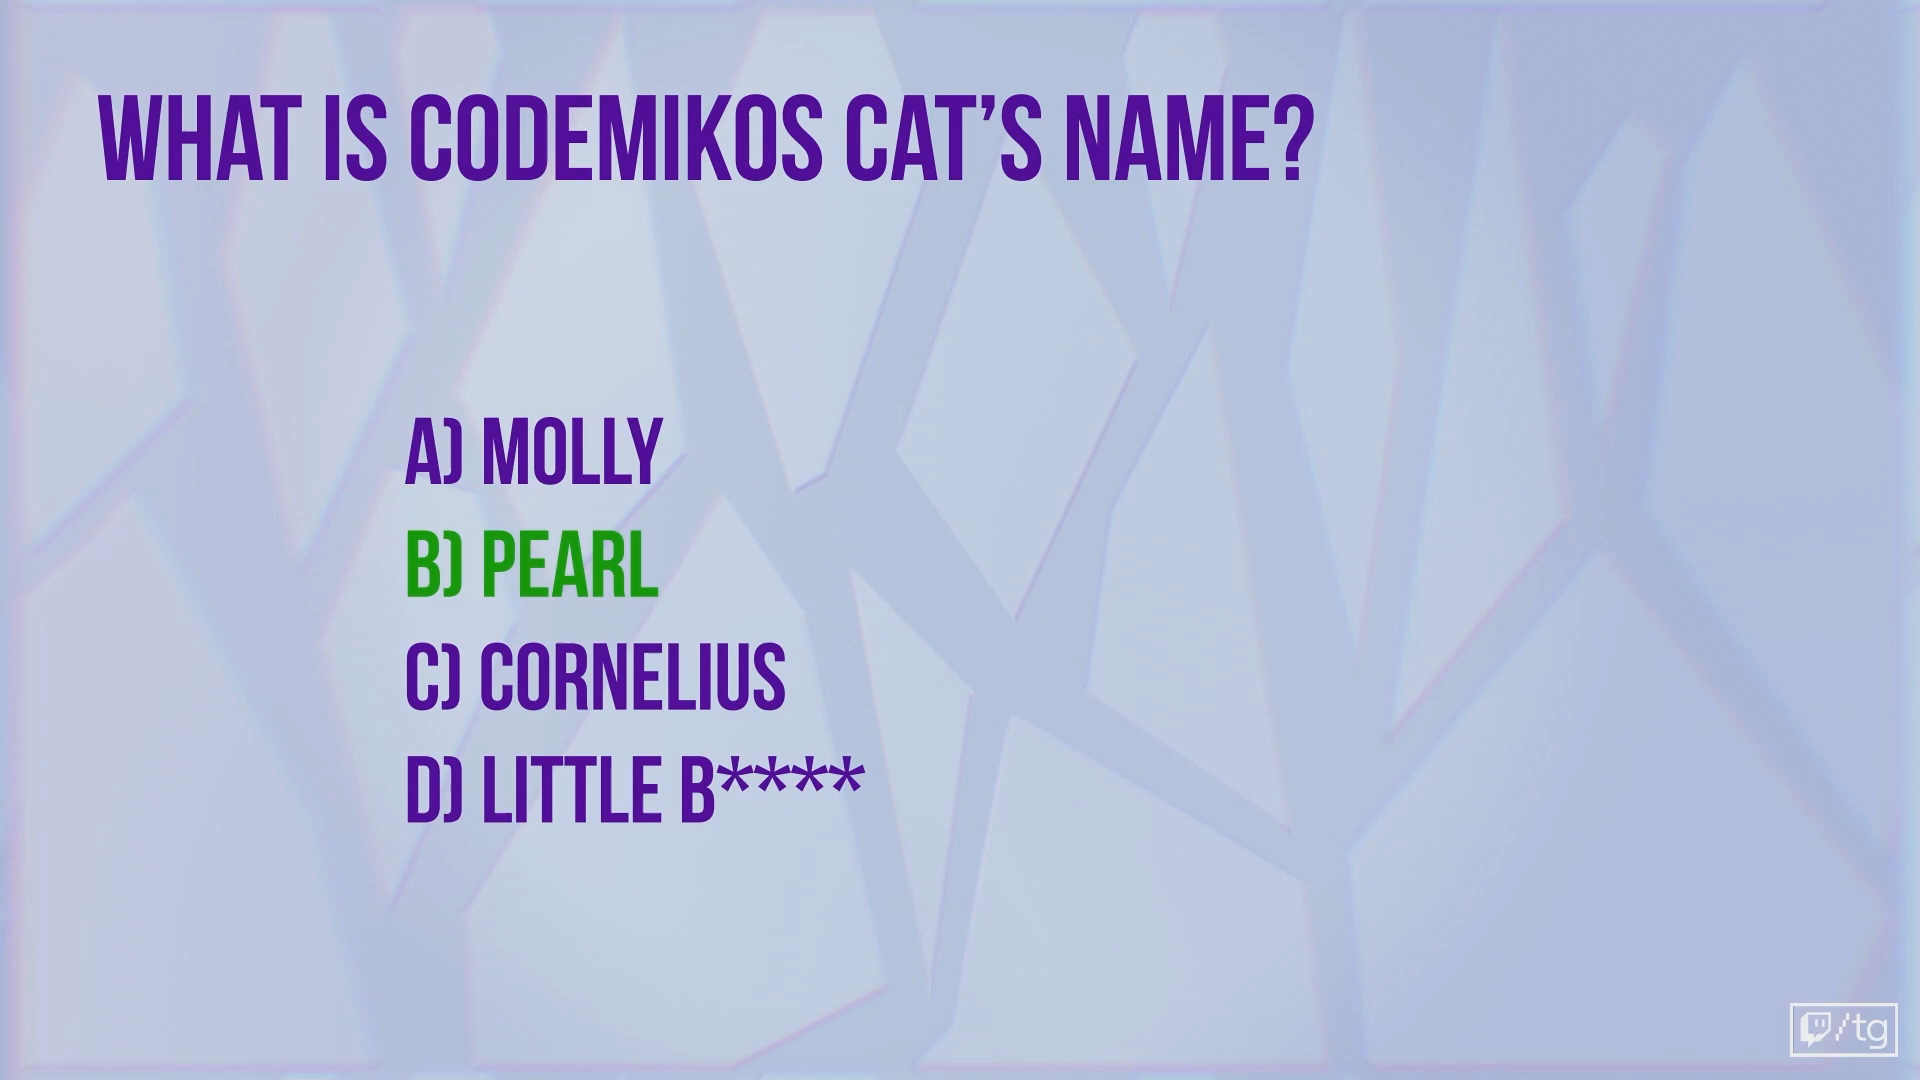 WHAT IS CODEMIKOS CAT’S NAME?
A) MOLLY
B) PEARL
C) CORNELIUS
D) LITTLE B****
/tg